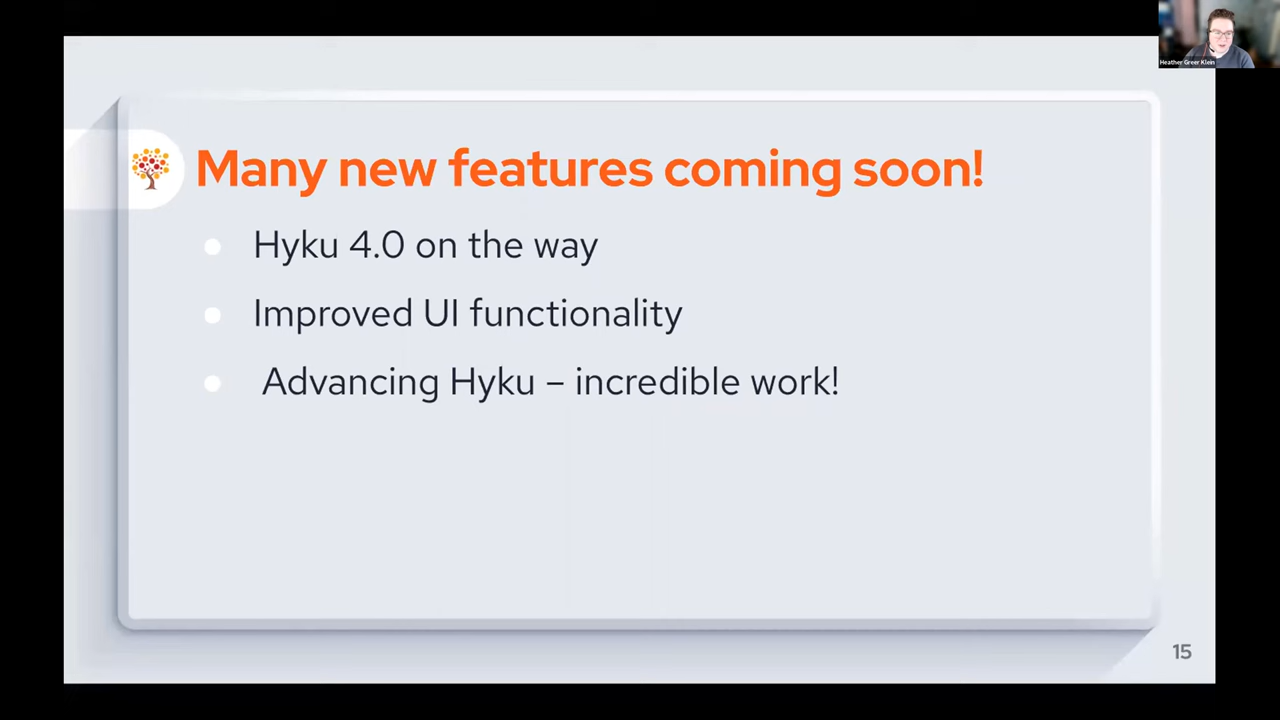 Heather Greer Klein
Many new features coming soon!
Hyku 4.0 on the way
Improved UI functionality
Advancing Hyku – incredible work!
15